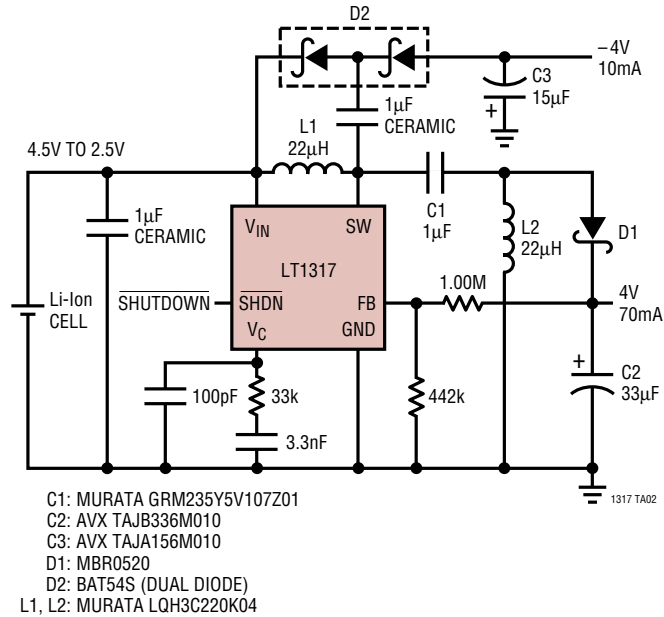 D2
–4V
10mA
C3
15µF
+
1µF
CERAMIC
L1
22µH
4.5V TO 2.5V
C1
1µF
L2
22µH
D1
1µF
CERAMIC
VIN
SW
LT1317
Li-Ion
CELL
SHUTDOWN
SHDN
FB
VC
GND
1.00M
4V
70mA
+
C2
33µF
100pF
33k
442k
3.3nF
1317 TA02
C1: MURATA GRM235Y5V107Z01
C2: AVX TAJB336M010
C3: AVX TAJA156M010
D1: MBR0520
D2: BAT54S (DUAL DIODE)
L1, L2: MURATA LQH3C220K04